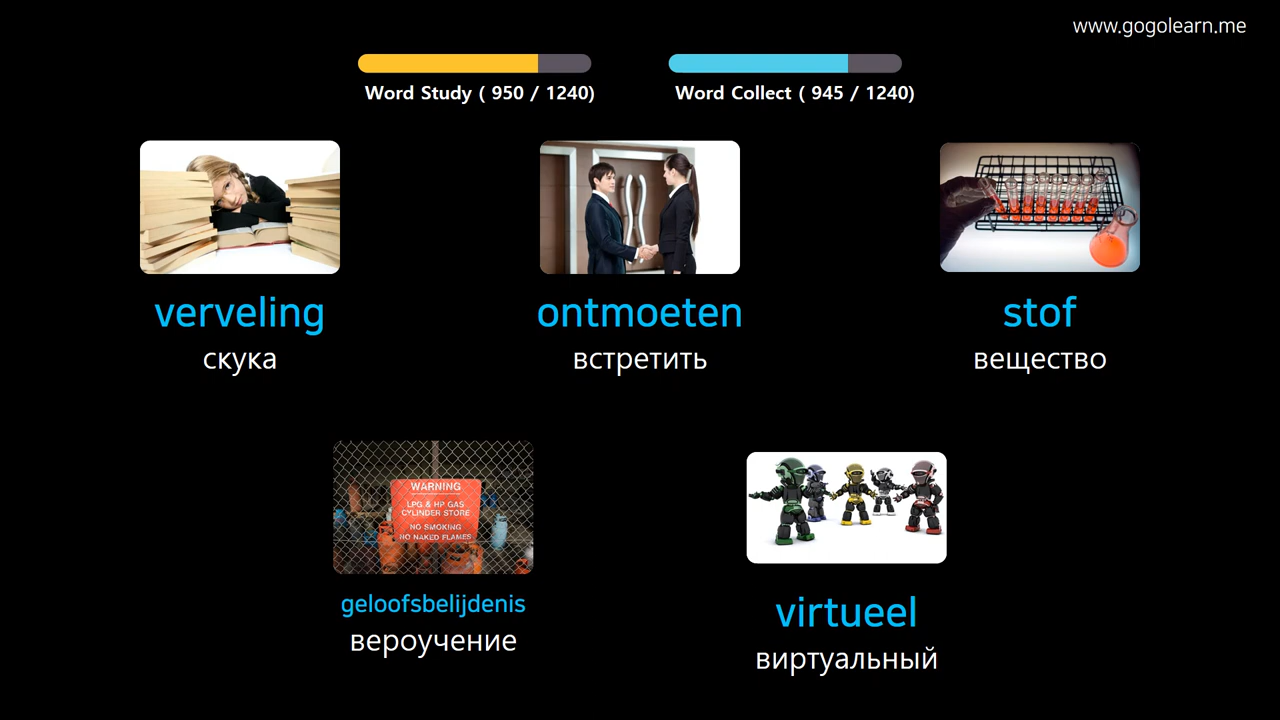 www.gogolearn.me
Word Study ( 950 / 1240)
Word Collect ( 945 / 1240)
verveling
скука
ontmoeten
встретить
stof
вещество
WARNING
LPG & HP GAS
CYLINDER STORE
NO SMOKING
NO NAKED FLAMES
geloofsbelijdenis
вероучение
virtueel
виртуальный